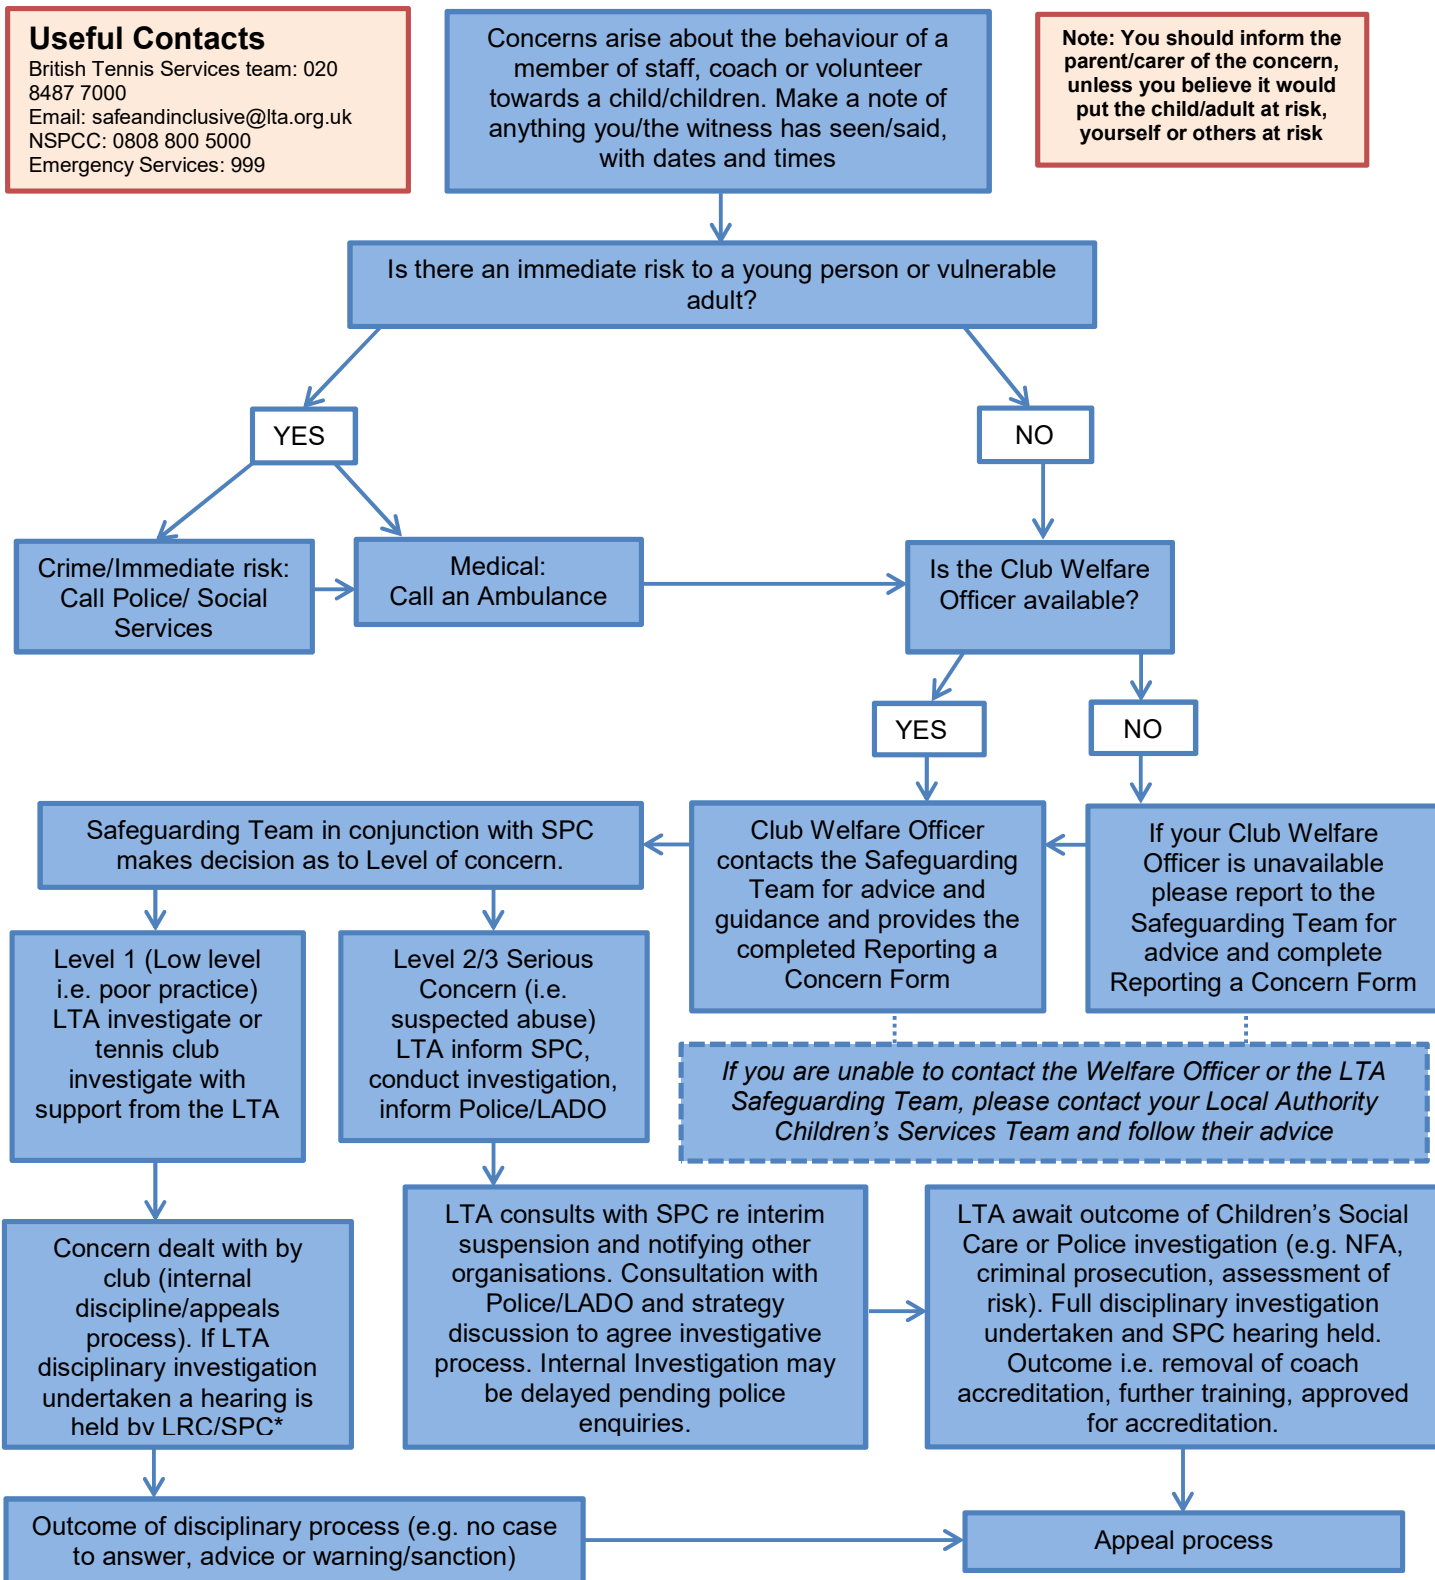 Useful Contacts
British Tennis Services team: 020
8487 7000
Email: safeandinclusive@lta.org.uk
NSPCC: 0808 800 5000
Emergency Services: 999
Concerns arise about the behaviour of a
member of staff, coach or volunteer
towards a child/children. Make a note of
anything you/the witness has seen/said,
with dates and times
Note: You should inform the
parent/carer of the concern,
unless you believe it would
put the child/adult at risk,
yourself or others at risk
Is there an immediate risk to a young person or vulnerable
adult?
YES
NO
Crime/Immediate risk:
Call Police/ Social
Services
Medical:
Call an Ambulance
Is the Club Welfare
Officer available?
YES
NO
Safeguarding Team in conjunction with SPC
makes decision as to Level of concern.
Club Welfare Officer
contacts the Safeguarding
Team for advice and
guidance and provides the
completed Reporting a
Concern Form
If your Club Welfare
Officer is unavailable
please report to the
Safeguarding Team for
advice and complete
Reporting a Concern Form
Level 1 (Low level
i.e. poor practice)
LTA investigate or
tennis club
investigate with
support from the LTA
Level 2/3 Serious
Concern (i.e.
suspected abuse)
LTA inform SPC,
conduct investigation,
inform Police/LADO
If you are unable to contact the Welfare Officer or the LTA
Safeguarding Team, please contact your Local Authority
Children’s Services Team and follow their advice
Concern dealt with by
club (internal
discipline/appeals
process). If LTA
disciplinary investigation
undertaken a hearing is
held by LRC/SPC*
LTA consults with SPC re interim
suspension and notifying other
organisations. Consultation with
Police/LADO and strategy
discussion to agree investigative
process. Internal Investigation may
be delayed pending police
enquiries.
LTA await outcome of Children’s Social
Care or Police investigation (e.g. NFA,
criminal prosecution, assessment of
risk). Full disciplinary investigation
undertaken and SPC hearing held.
Outcome i.e. removal of coach
accreditation, further training, approved
for accreditation.
Outcome of disciplinary process (e.g. no case
to answer, advice or warning/sanction)
Appeal process